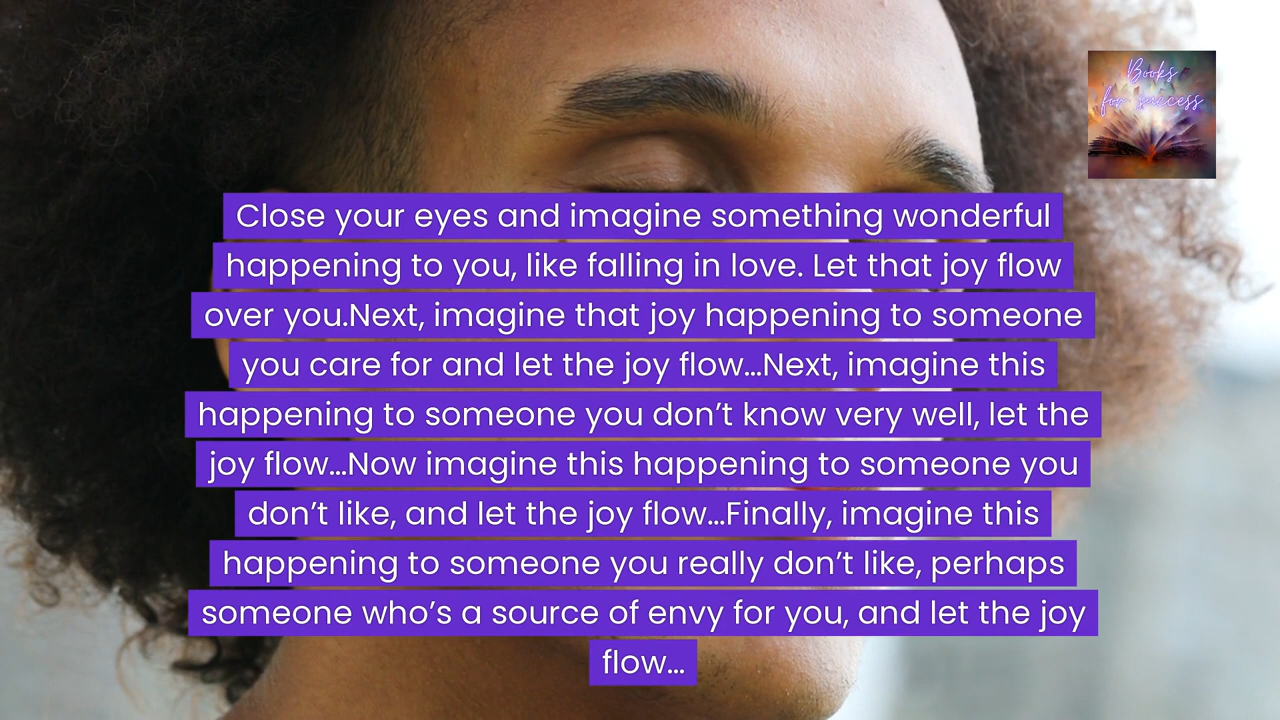 Books
for success
Close your eyes and imagine something wonderful
happening to you, like falling in love. Let that joy flow
over you.Next, imagine that joy happening to someone
you care for and let the joy flow…Next, imagine this
happening to someone you don’t know very well, let the
joy flow…Now imagine this happening to someone you
don’t like, and let the joy flow…Finally, imagine this
happening to someone you really don’t like, perhaps
someone who’s a source of envy for you, and let the joy
flow…